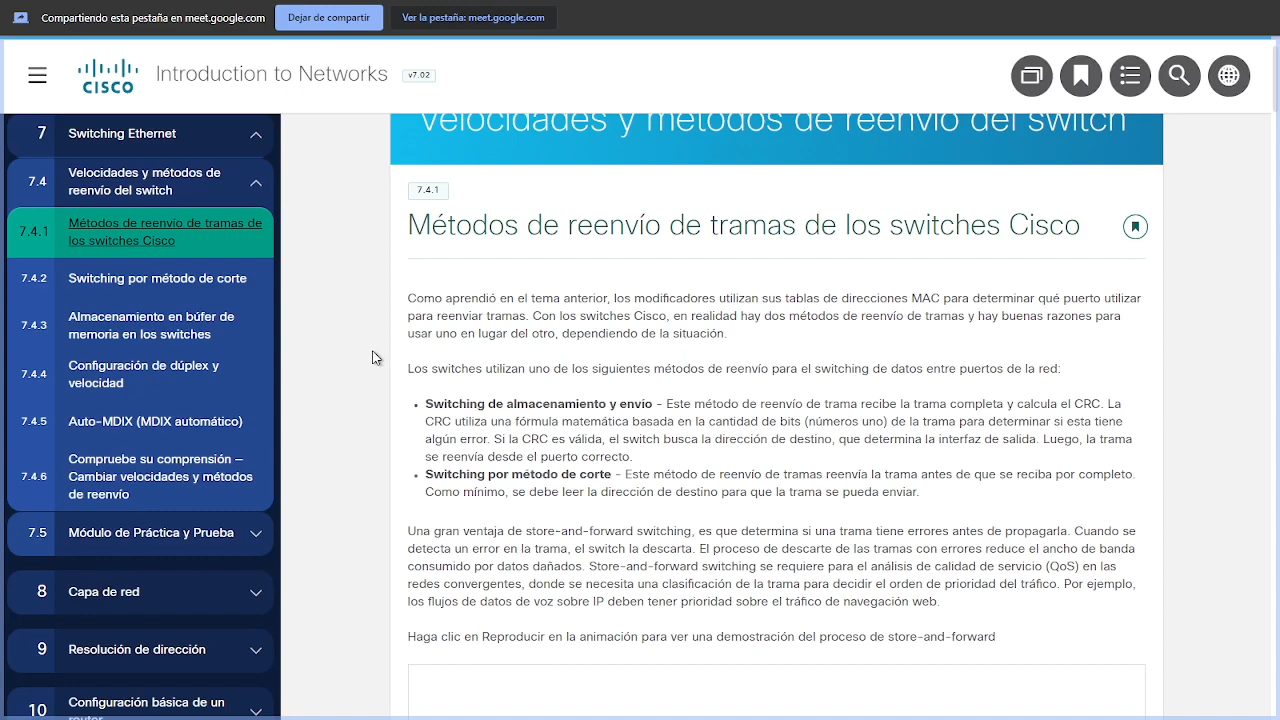 Compartiendo esta pestaña en meet.google.com
Dejar de compartir
Ver la pestaña: meet.google.com
CISCO
Introduction to Networks
v7.02
7 Switching Ethernet
7.4 Velocidades y métodos de
reenvío del switch
7.4.1 Métodos de reenvío de tramas de
los switches Cisco
7.4.2 Switching por método de corte
7.4.3 Almacenamiento en búfer de
memoria en los switches
7.4.4 Configuración de dúplex y
velocidad
7.4.5 Auto-MDIX (MDIX automático)
7.4.6 Compruebe su comprensión –
Cambiar velocidades y métodos
de reenvío
7.5 Módulo de Práctica y Prueba
8 Capa de red
9 Resolución de dirección
10 Configuración básica de un
router
Velocidades y métodos de reenvío del switch
7.4.1
Métodos de reenvío de tramas de los switches Cisco
Como aprendió en el tema anterior, los modificadores utilizan sus tablas de direcciones MAC para determinar qué puerto utilizar
para reenviar tramas. Con los switches Cisco, en realidad hay dos métodos de reenvío de tramas y hay buenas razones para
usar uno en lugar del otro, dependiendo de la situación.
Los switches utilizan uno de los siguientes métodos de reenvío para el switching de datos entre puertos de la red:
• Switching de almacenamiento y envío - Este método de reenvío de trama recibe la trama completa y calcula el CRC. La
CRC utiliza una fórmula matemática basada en la cantidad de bits (números uno) de la trama para determinar si esta tiene
algún error. Si la CRC es válida, el switch busca la dirección de destino, que determina la interfaz de salida. Luego, la trama
se reenvía desde el puerto correcto.
• Switching por método de corte - Este método de reenvío de tramas reenvía la trama antes de que se reciba por completo.
Como mínimo, se debe leer la dirección de destino para que la trama se pueda enviar.
Una gran ventaja de store-and-forward switching, es que determina si una trama tiene errores antes de propagarla. Cuando se
detecta un error en la trama, el switch la descarta. El proceso de descarte de las tramas con errores reduce el ancho de banda
consumido por datos dañados. Store-and-forward switching se requiere para el análisis de calidad de servicio (QoS) en las
redes convergentes, donde se necesita una clasificación de la trama para decidir el orden de prioridad del tráfico. Por ejemplo,
los flujos de datos de voz sobre IP deben tener prioridad sobre el tráfico de navegación web.
Haga clic en Reproducir en la animación para ver una demostración del proceso de store-and-forward